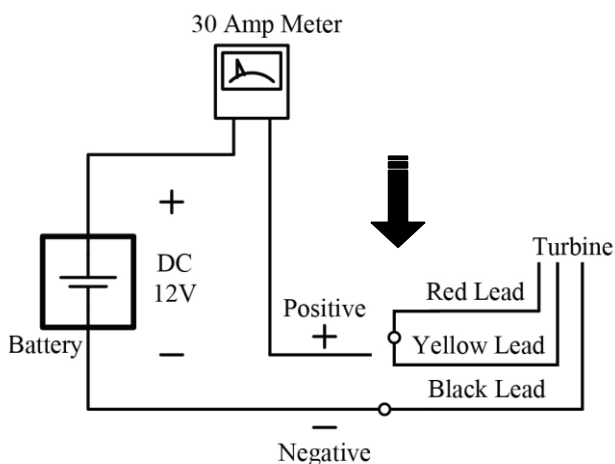 30 Amp Meter
+
DC
12V
−
Battery
Positive
+
Turbine
Red Lead
Yellow Lead
Black Lead
−
Negative